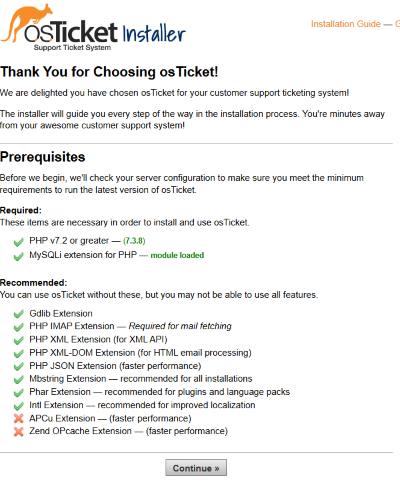 osTicket Installer
Support Ticket System
Installation Guide —
Thank You for Choosing osTicket!
We are delighted you have chosen osTicket for your customer support ticketing system!
The installer will guide you every step of the way in the installation process. You're minutes away
from your awesome customer support system!
Prerequisites
Before we begin, we'll check your server configuration to make sure you meet the minimum
requirements to run the latest version of osTicket.
Required:
These items are necessary in order to install and use osTicket.
PHP v7.2 or greater — (7.3.8)
MySQLi extension for PHP — module loaded
Recommended:
You can use osTicket without these, but you may not be able to use all features.
Gdlib Extension
PHP IMAP Extension — Required for mail fetching
PHP XML Extension (for XML API)
PHP XML-DOM Extension (for HTML email processing)
PHP JSON Extension (faster performance)
Mbstring Extension — recommended for all installations
Phar Extension — recommended for plugins and language packs
Intl Extension — recommended for improved localization
APCu Extension — (faster performance)
Zend OPcache Extension — (faster performance)
Continue »